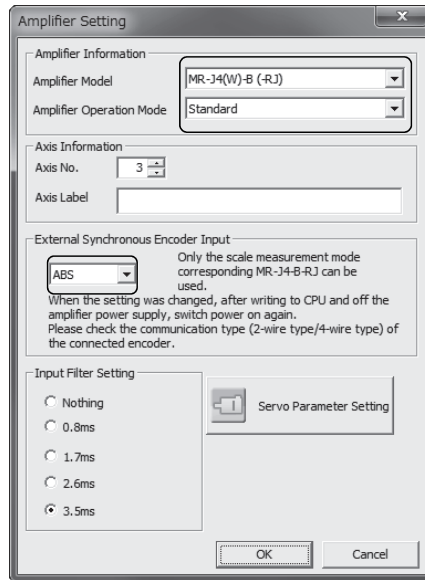 Amplifier Setting
x
Amplifier Information
Amplifier Model
MR-J4(W)-B (-RJ)
Amplifier Operation Mode
Standard
Axis Information
Axis No.
3
Axis Label
External Synchronous Encoder Input
ABS
Only the scale measurement mode
corresponding MR-J4-B-RJ can be
used.
When the setting was changed, after writing to CPU and off the
amplifier power supply, switch power on again.
Please check the communication type (2-wire type/4-wire type) of
the connected encoder.
Input Filter Setting
Nothing
0.8ms
1.7ms
2.6ms
3.5ms
Servo Parameter Setting
OK
Cancel